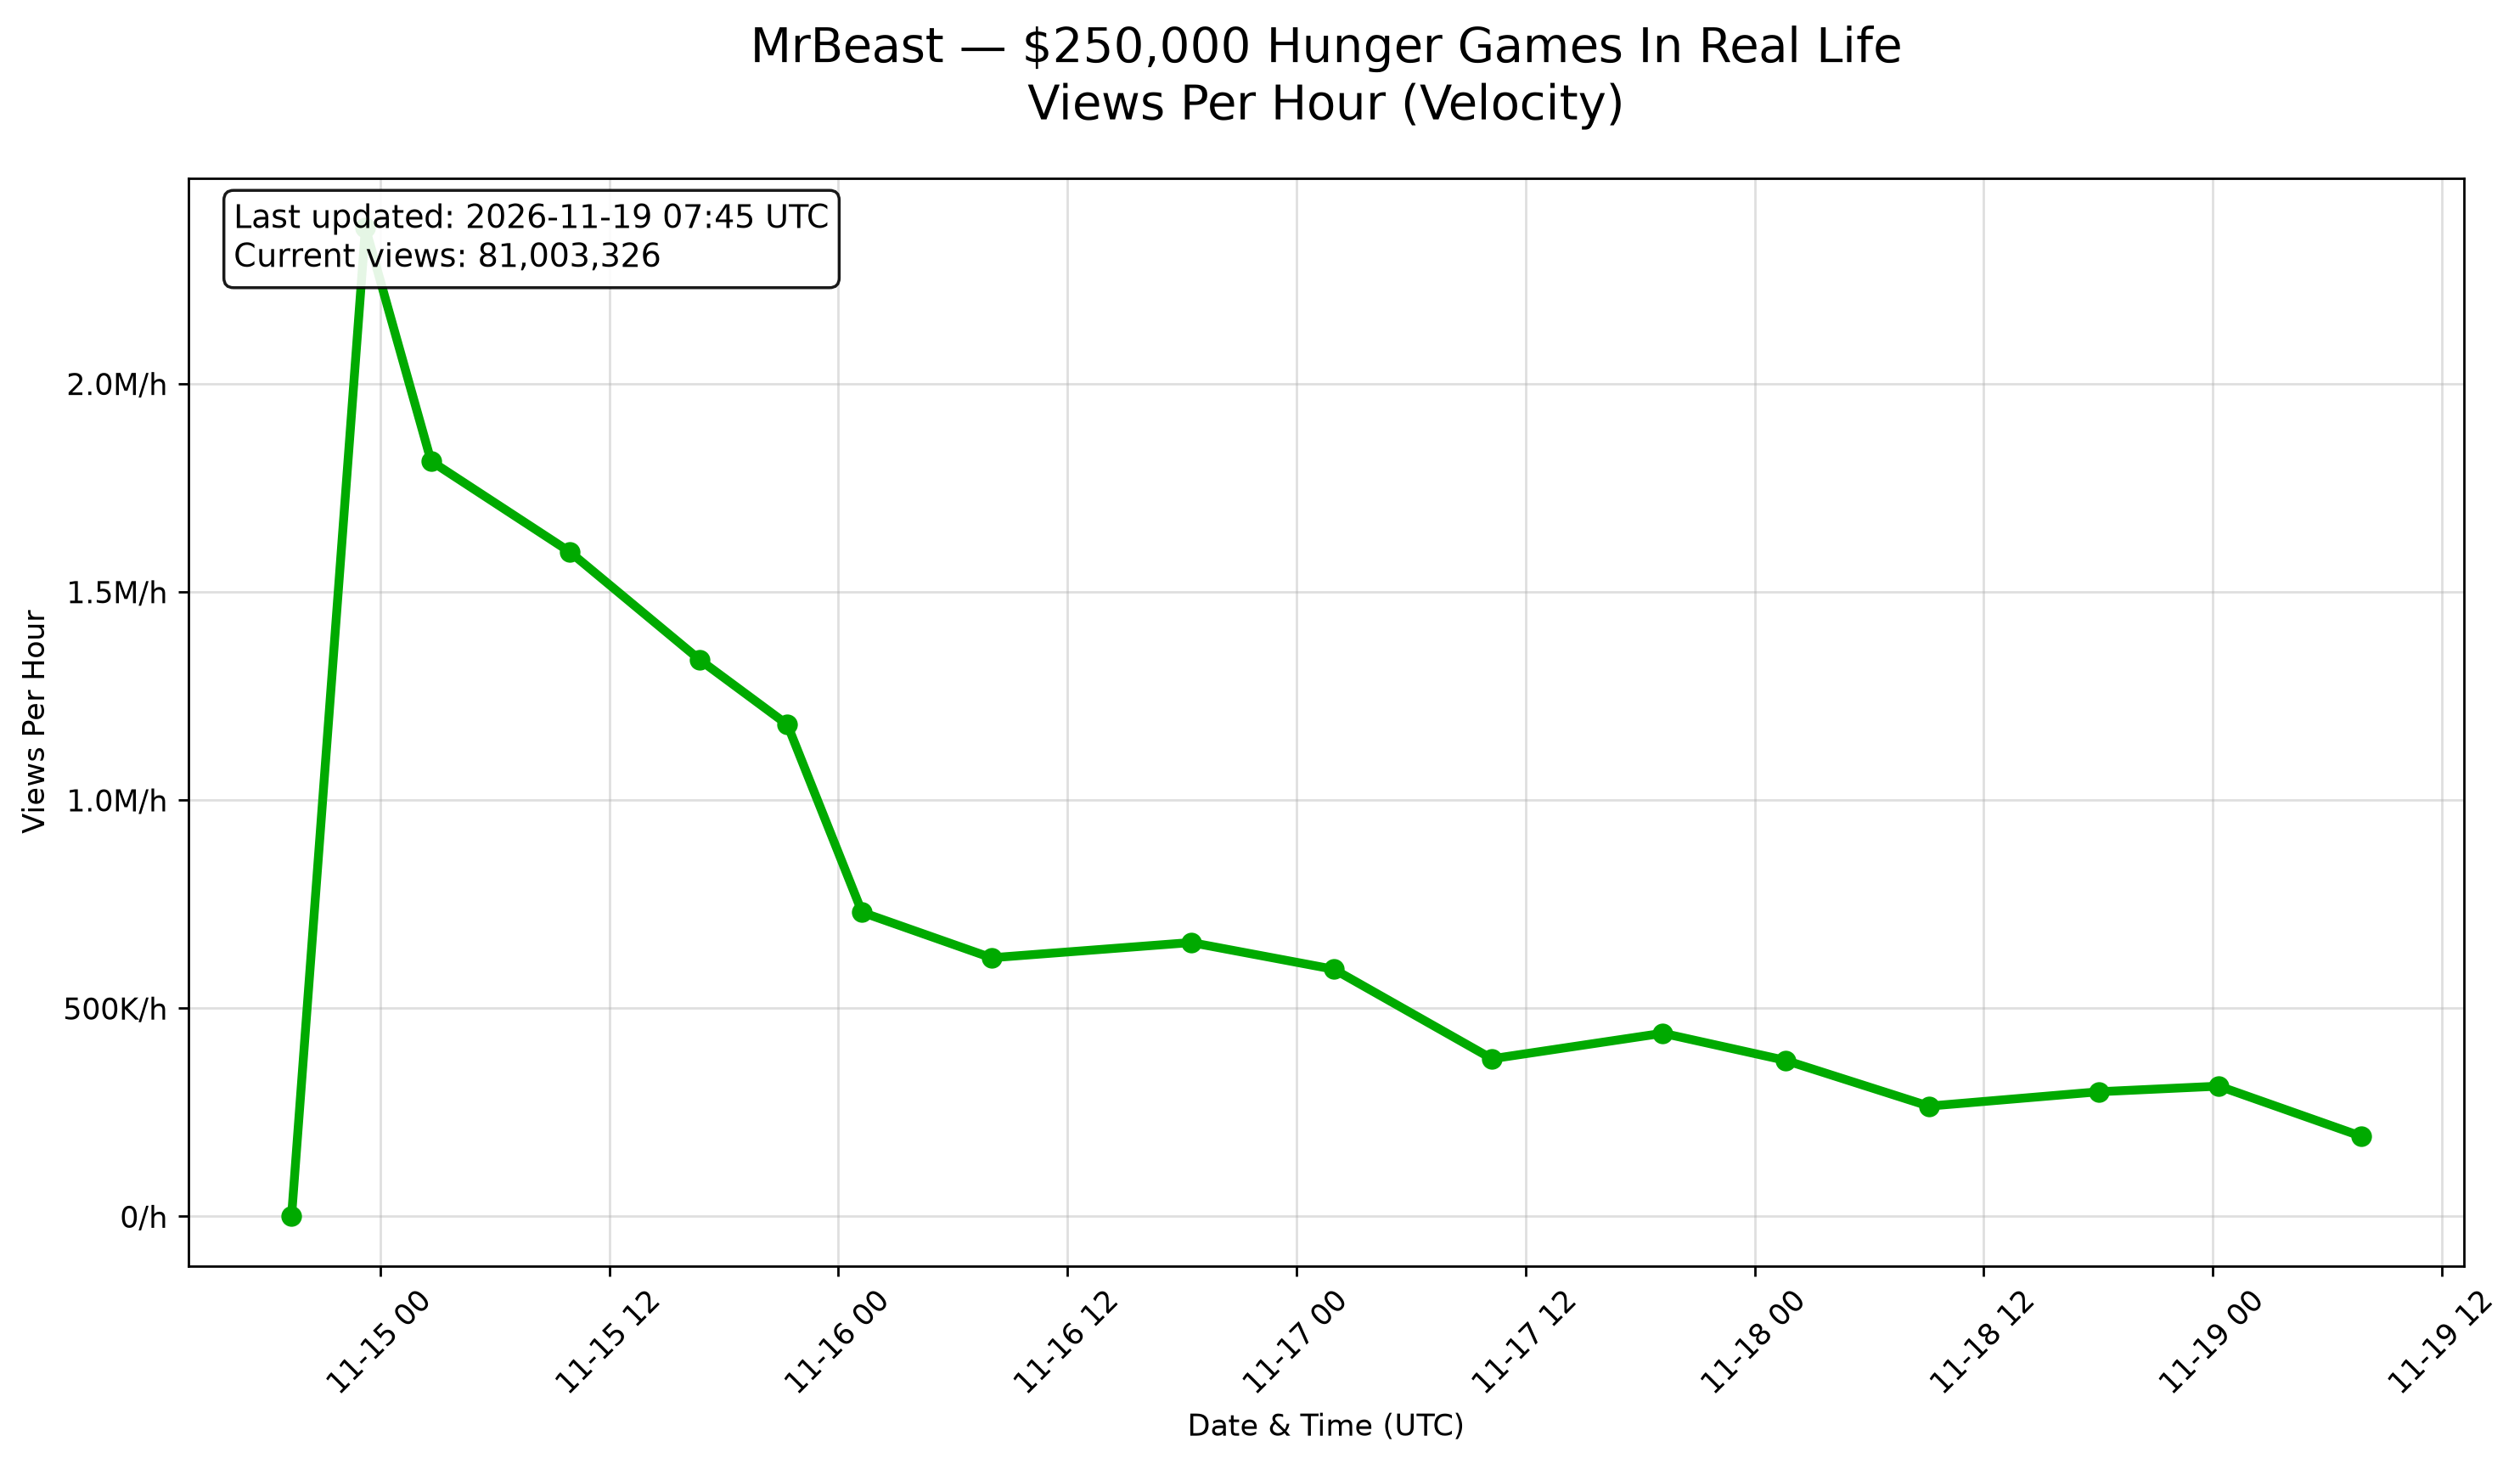 MrBeast — $250,000 Hunger Games In Real Life
Views Per Hour (Velocity)
Last updated: 2026-11-19 07:45 UTC
Current views: 81,003,326
2.0M/h
1.5M/h
1.0M/h
500K/h
0/h
Views Per Hour
11-15 00
11-15 12
11-16 00
11-16 12
11-17 00
11-17 12
11-18 00
11-18 12
11-19 00
11-19 12
Date & Time (UTC)